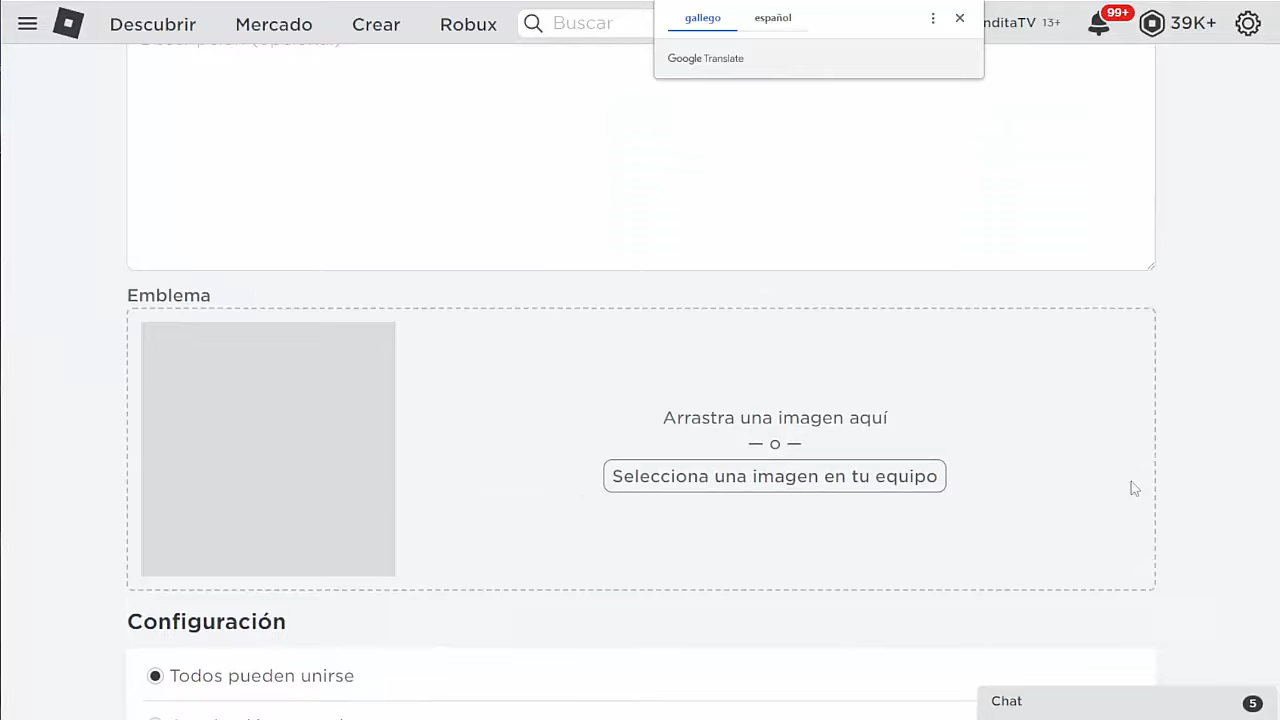 Descubrir Mercado Crear Robux Buscar nditaTV 13+ 99+ 39K+
gallego español
Google Translate
Emblema
Arrastra una imagen aquí
— o —
Selecciona una imagen en tu equipo
Configuración
Todos pueden unirse
Chat 5